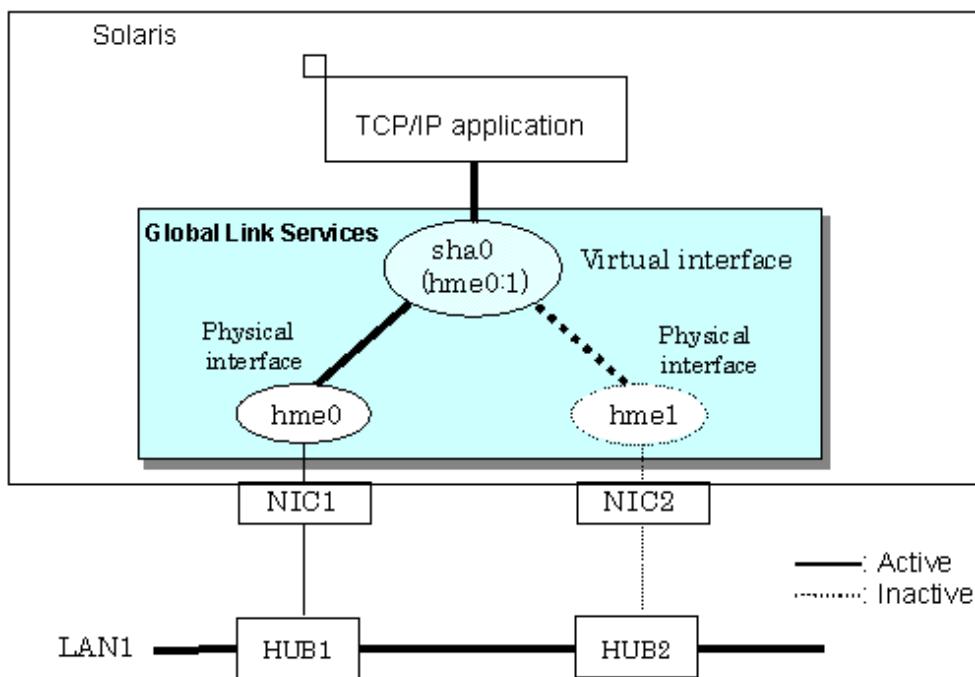 Solaris
TCP/IP application
Global Link Services
sha0
(hme0:1)
Virtual interface
Physical
interface
Physical
interface
hme0
hme1
NIC1
NIC2
: Active
: Inactive
LAN1
HUB1
HUB2